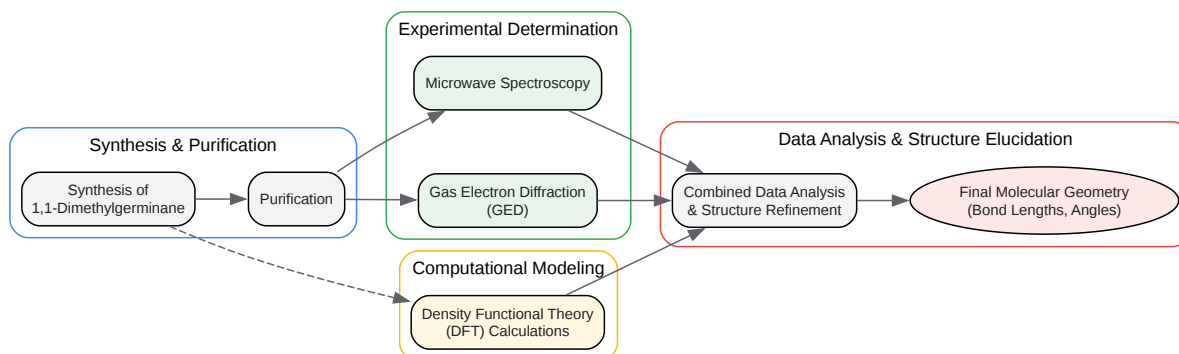 Synthesis & Purification
Synthesis of
1,1-Dimethylgerminane
Purification
Experimental Determination
Microwave Spectroscopy
Gas Electron Diffraction
(GED)
Computational Modeling
Density Functional Theory
(DFT) Calculations
Data Analysis & Structure Elucidation
Combined Data Analysis
& Structure Refinement
Final Molecular Geometry
(Bond Lengths, Angles)